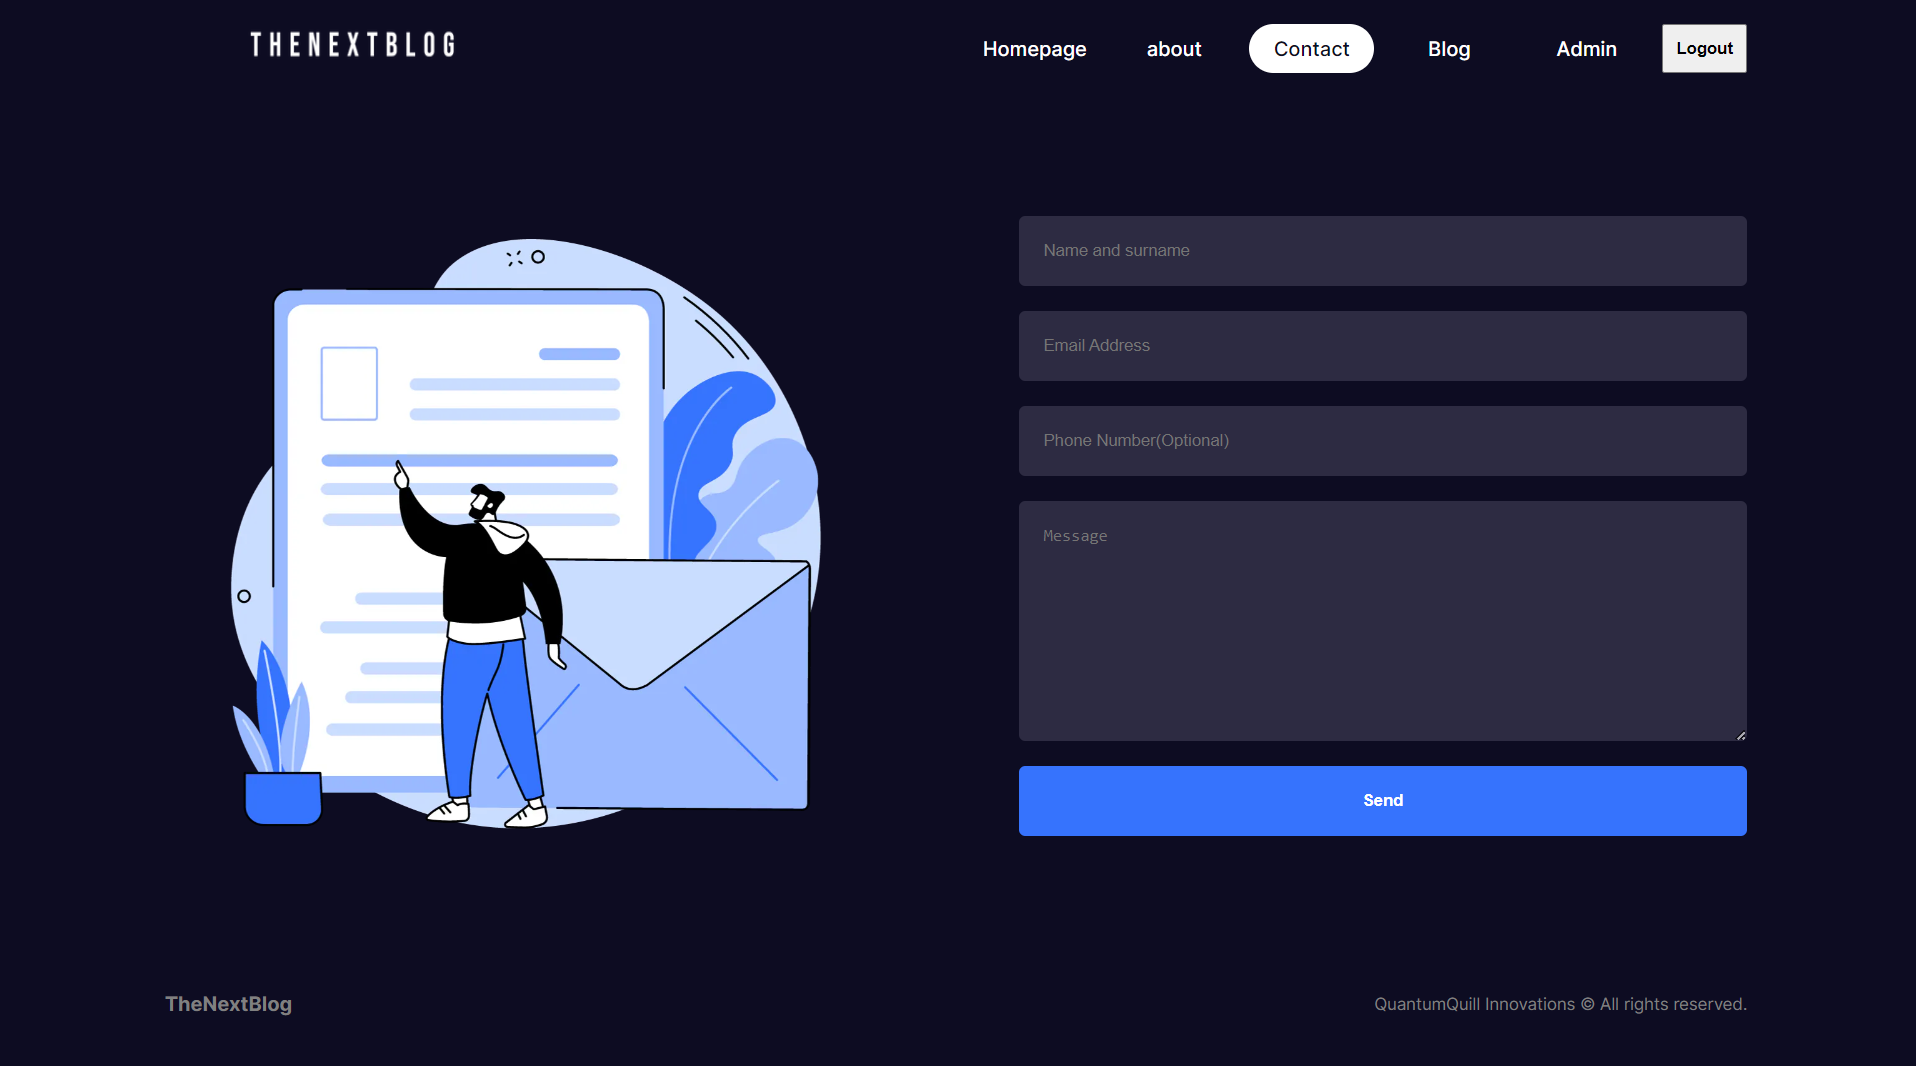 THENEXTBLOG
Homepage about Contact Blog Admin Logout
Name and surname
Email Address
Phone Number(Optional)
Message
Send
TheNextBlog
QuantumQuill Innovations © All rights reserved.